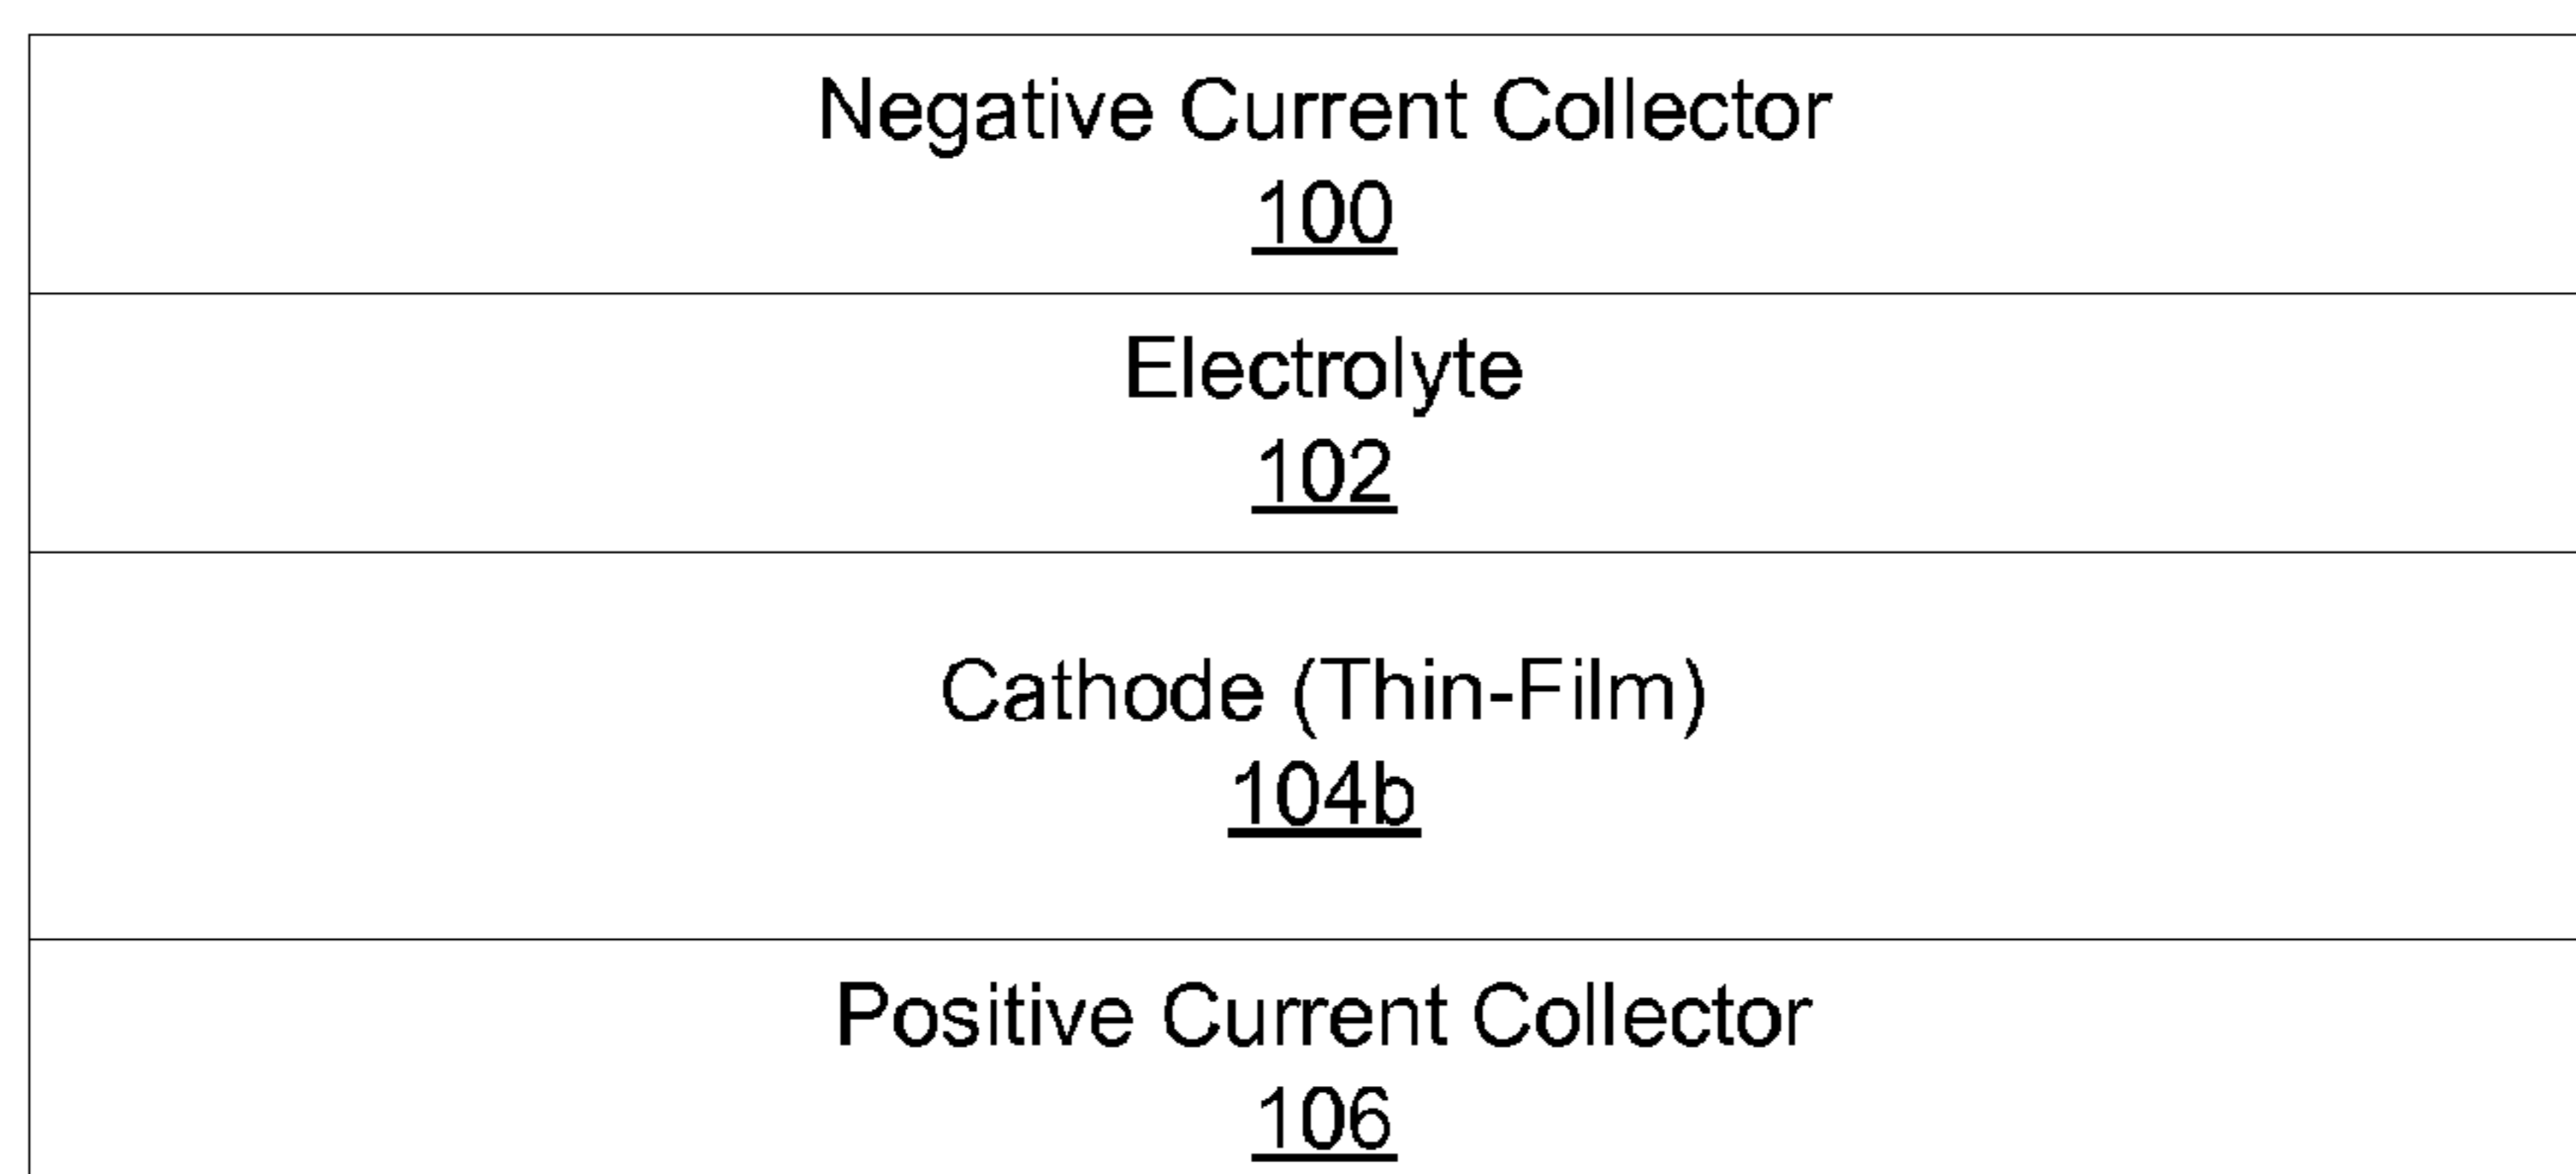 Negative Current Collector
100
Electrolyte
102
Cathode (Thin-Film)
104b
Positive Current Collector
106